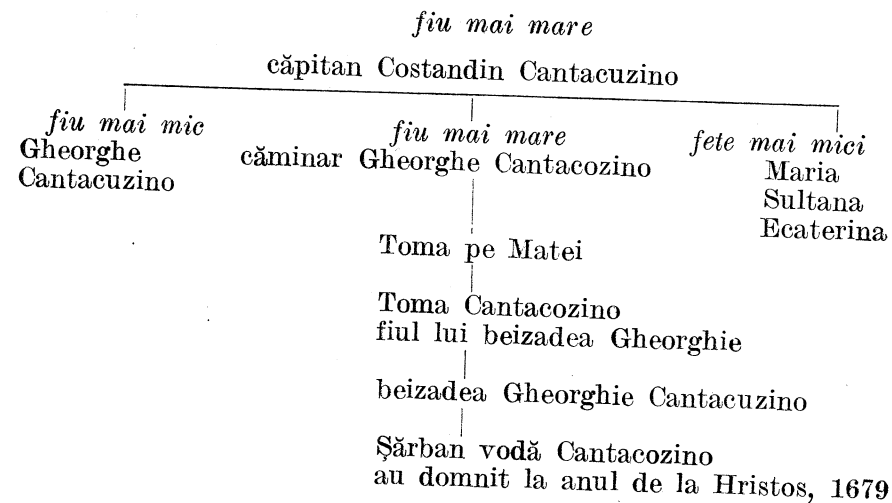 fiu mai mare
căpitan Costandin Cantacuzino
fiu mai mic
Gheorghe
Cantacuzino
fiu mai mare
căminar Gheorghe Cantacozino
fete mai mici
Maria
Sultana
Ecaterina
Toma pe Matei
Toma Cantacozino
fiul lui beizadea Gheorghie
beizadea Gheorghie Cantacuzino
Şărban vodă Cantacozino
au domnit la anul de la Hristos, 1679